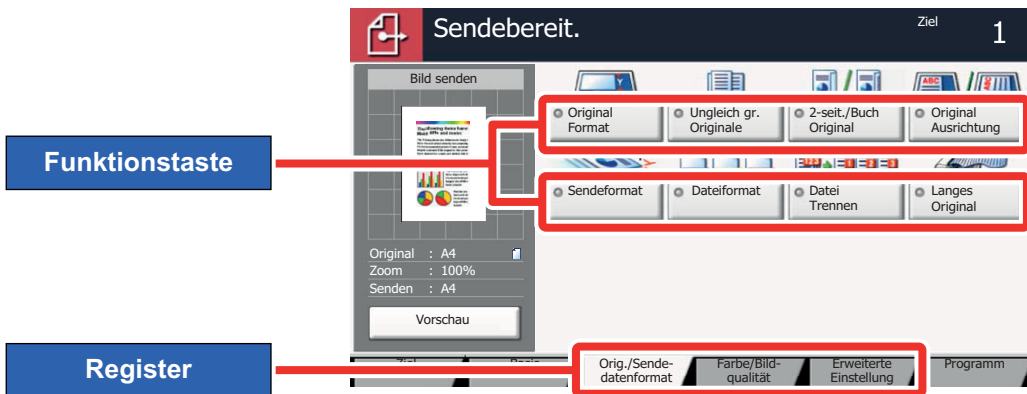 Sendebereit.
Ziel
1
Bild senden
Original Format
Ungleich gr. Originale
2-seit./Buch Original
Original Ausrichtung
Funktionstaste
Sendeformat
Dateiformat
Datei Trennen
Langes Original
Original : A4
Zoom : 100%
Senden : A4
Vorschau
Register
Ziel
Basis
Orig./Sende-
datenformat
Farbe/Bild-
qualität
Erweiterte
Einstellung
Programm